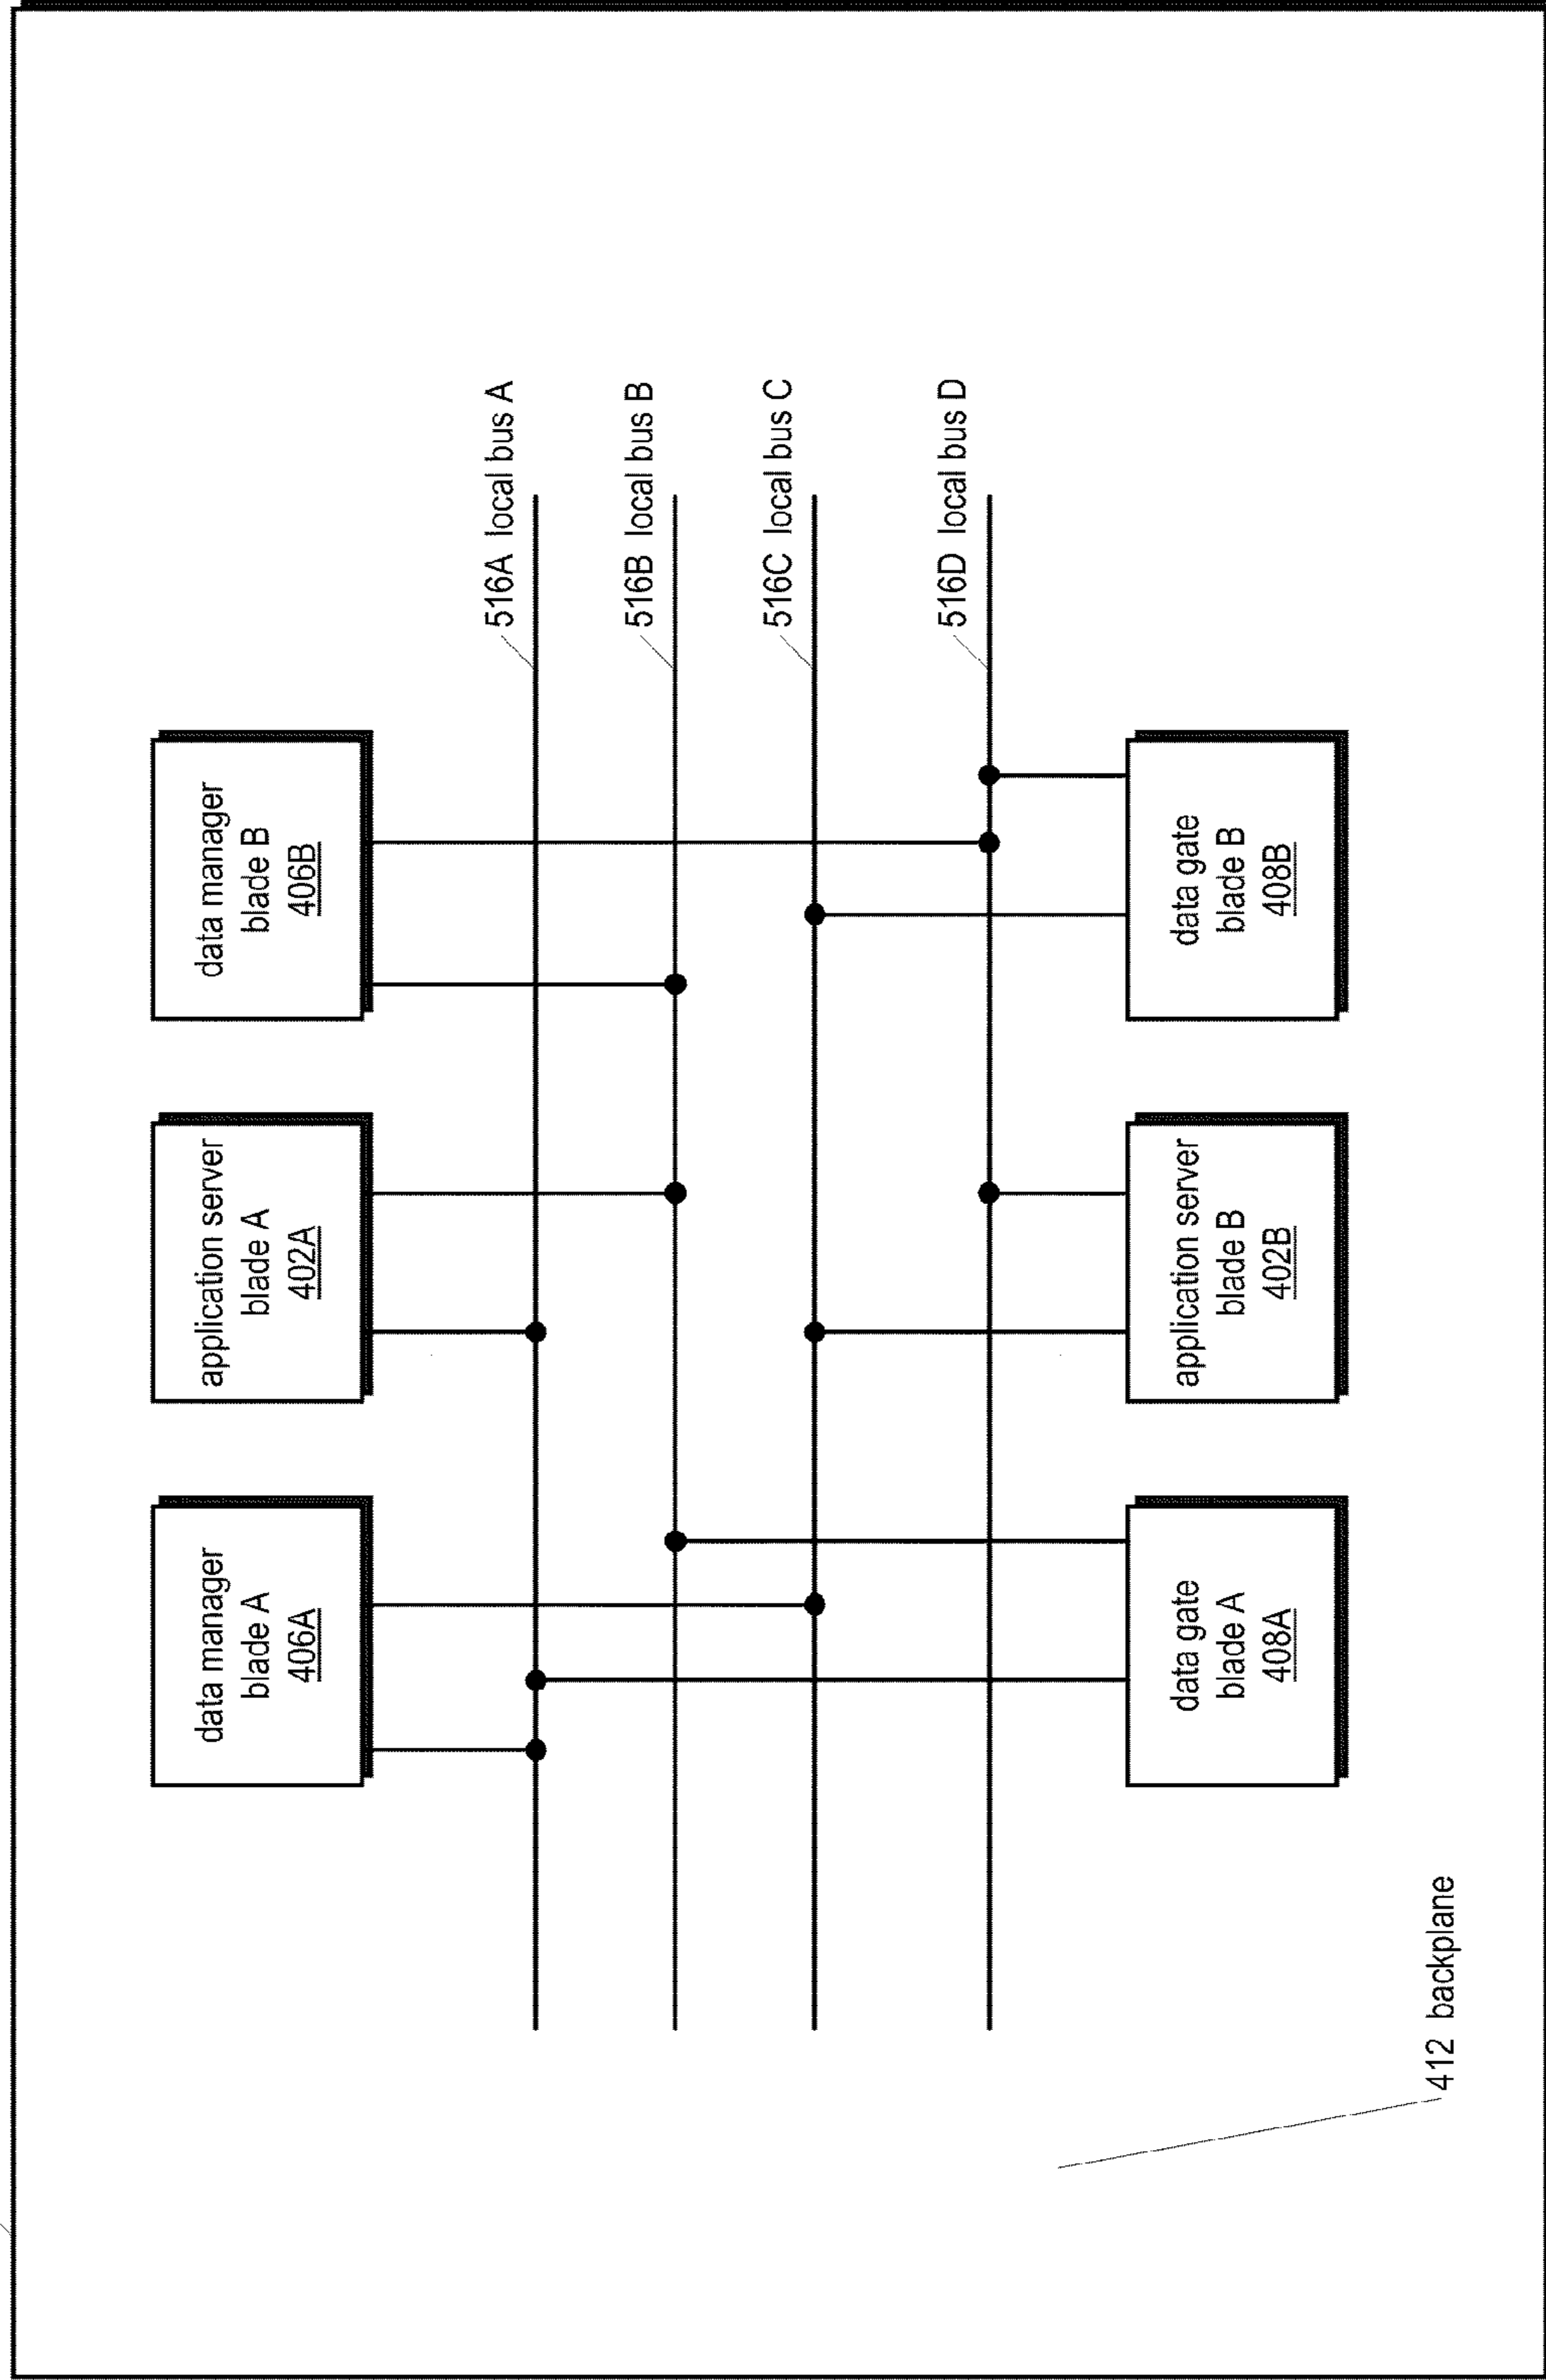 data manager
blade A
406A
application server
blade A
402A
data manager
blade B
406B
516A local bus A
516B local bus B
516C local bus C
516D local bus D
data gate
blade A
408A
application server
blade B
402B
data gate
blade B
408B
412 backplane